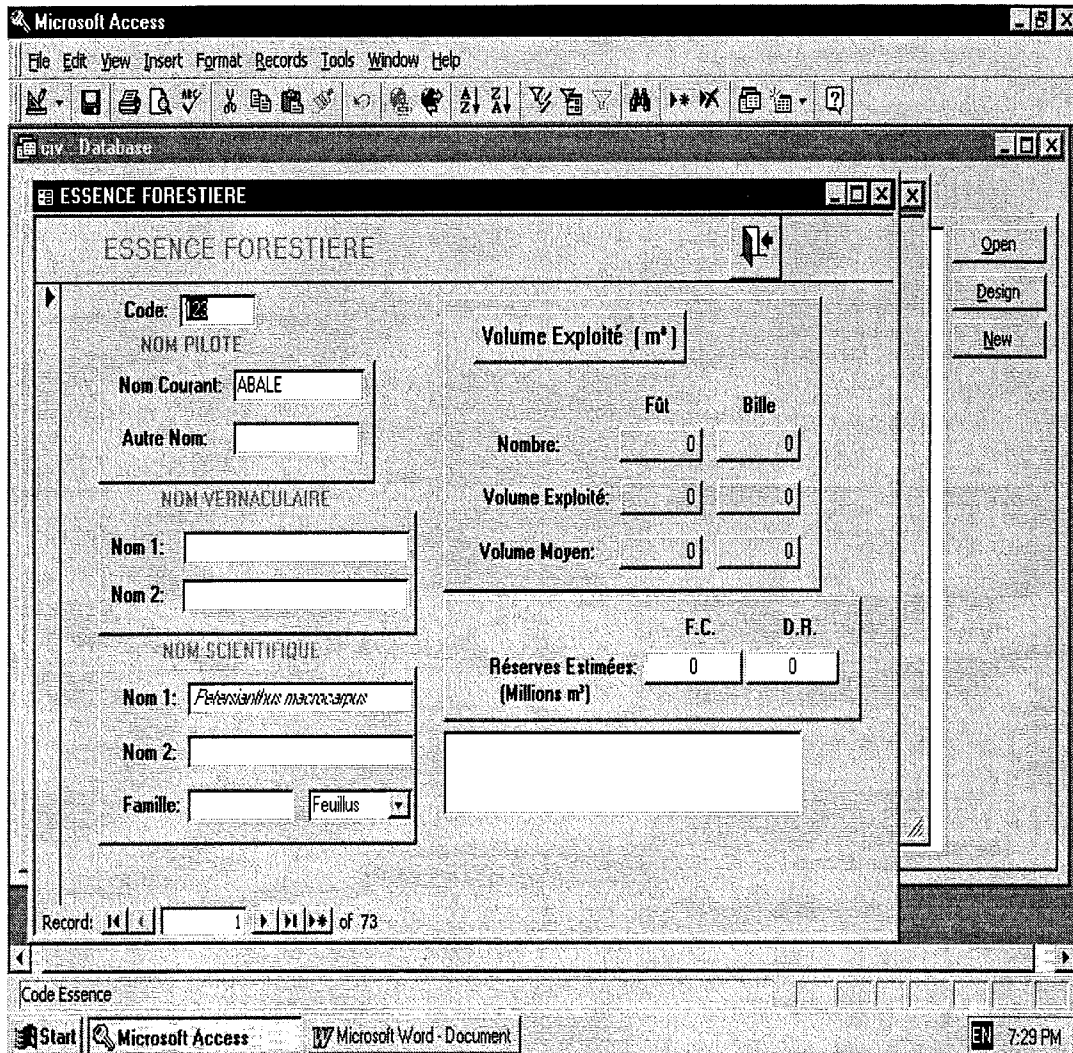 Microsoft Access
File Edit View Insert Format Records Tools Window Help
civ : Database
ESSENCE FORESTIERE
ESSENCE FORESTIERE
Open
Design
New
Code: 123
NOM PILOTE
Nom Courant: ABALE
Autre Nom:
NOM VERNACULAIRE
Nom 1:
Nom 2:
NOM SCIENTIFIQUE
Nom 1: Petersianthus macrocarpus
Nom 2:
Famille: Feuillus
Volume Exploité ( m³ )
Fût Bille
Nombre: 0 0
Volume Exploité: 0 0
Volume Moyen: 0 0
F.C. D.R.
Réserves Estimées: 0 0
(Millions m³)
Record: 1 of 73
Code Essence
Start Microsoft Access Microsoft Word - Document EN 7:29 PM